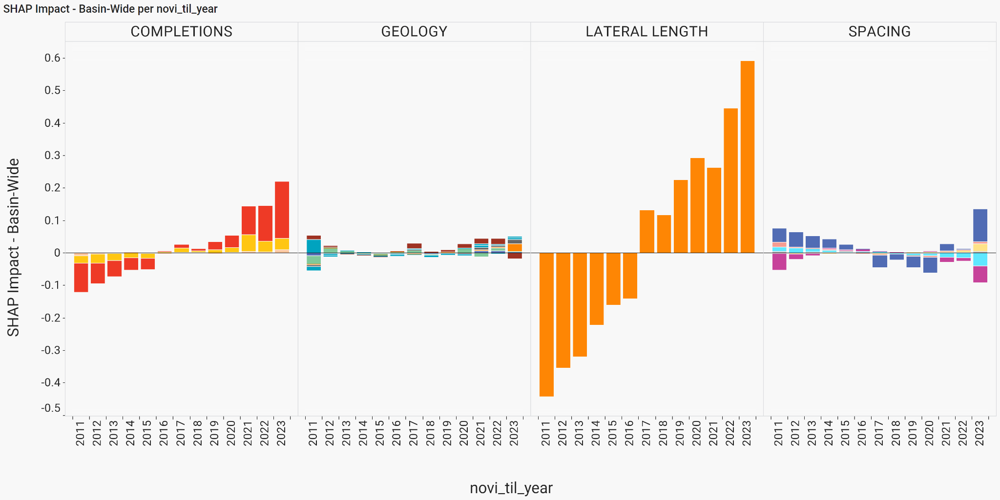 SHAP Impact - Basin-Wide per novi_til_year
COMPLETIONS
GEOLOGY
LATERAL LENGTH
SPACING
SHAP Impact - Basin-Wide
0.6
0.5
0.4
0.3
0.2
0.1
0
-0.1
-0.2
-0.3
-0.4
-0.5
2011 2012 2013 2014 2015 2016 2017 2018 2019 2020 2021 2022 2023
2011 2012 2013 2014 2015 2016 2017 2018 2019 2020 2021 2022 2023
2011 2012 2013 2014 2015 2016 2017 2018 2019 2020 2021 2022 2023
2011 2012 2013 2014 2015 2016 2017 2018 2019 2020 2021 2022 2023
novi_til_year